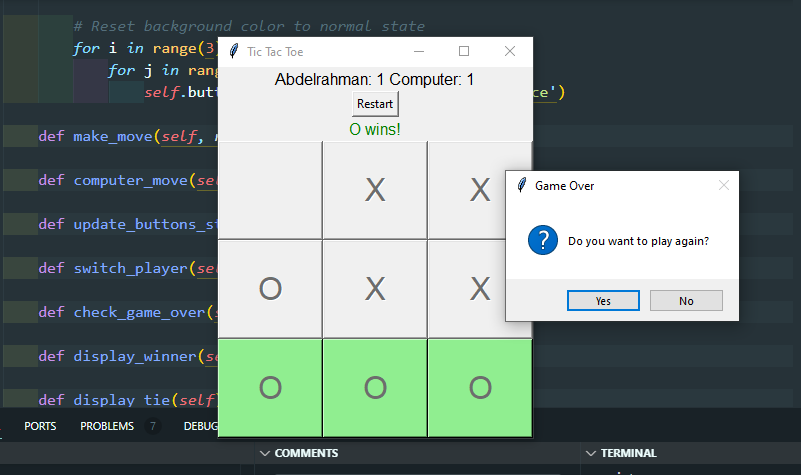 # Reset background color to normal state
for i in range(3
for j in rang
self.butt
ce')
def make_move(self,
def computer_move(sel
def update_buttons_st
def switch_player(sel
def check_game_over(s
def display_winner(se
def display_tie(self)
Tic Tac Toe
Abdelrahman: 1 Computer: 1
Restart
O wins!
X X
O X X
O O O
Game Over
Do you want to play again?
Yes No
PORTS PROBLEMS 7 DEBUG
COMMENTS TERMINAL